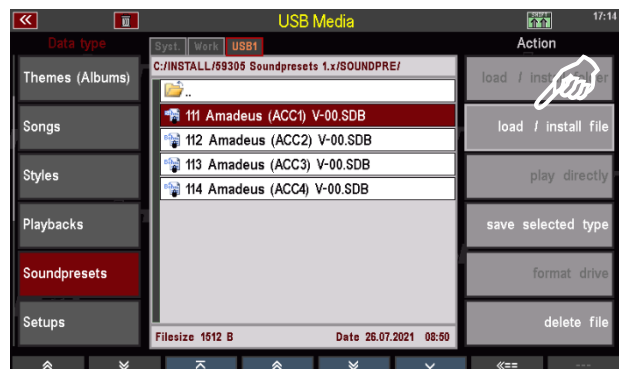 USB Media
17:14
Data type
Themes (Albums)
Songs
Styles
Playbacks
Soundpresets
Setups
Syst. Work USB1
C:/INSTALL/59305 Soundpresets 1.x/SOUNDPRE/
..
111 Amadeus (ACC1) V-00.SDB
112 Amadeus (ACC2) V-00.SDB
113 Amadeus (ACC3) V-00.SDB
114 Amadeus (ACC4) V-00.SDB
Filesize 1512 B Date 26.07.2021 08:50
Action
load / install
load / install file
play directly
save selected type
format drive
delete file
«==
---